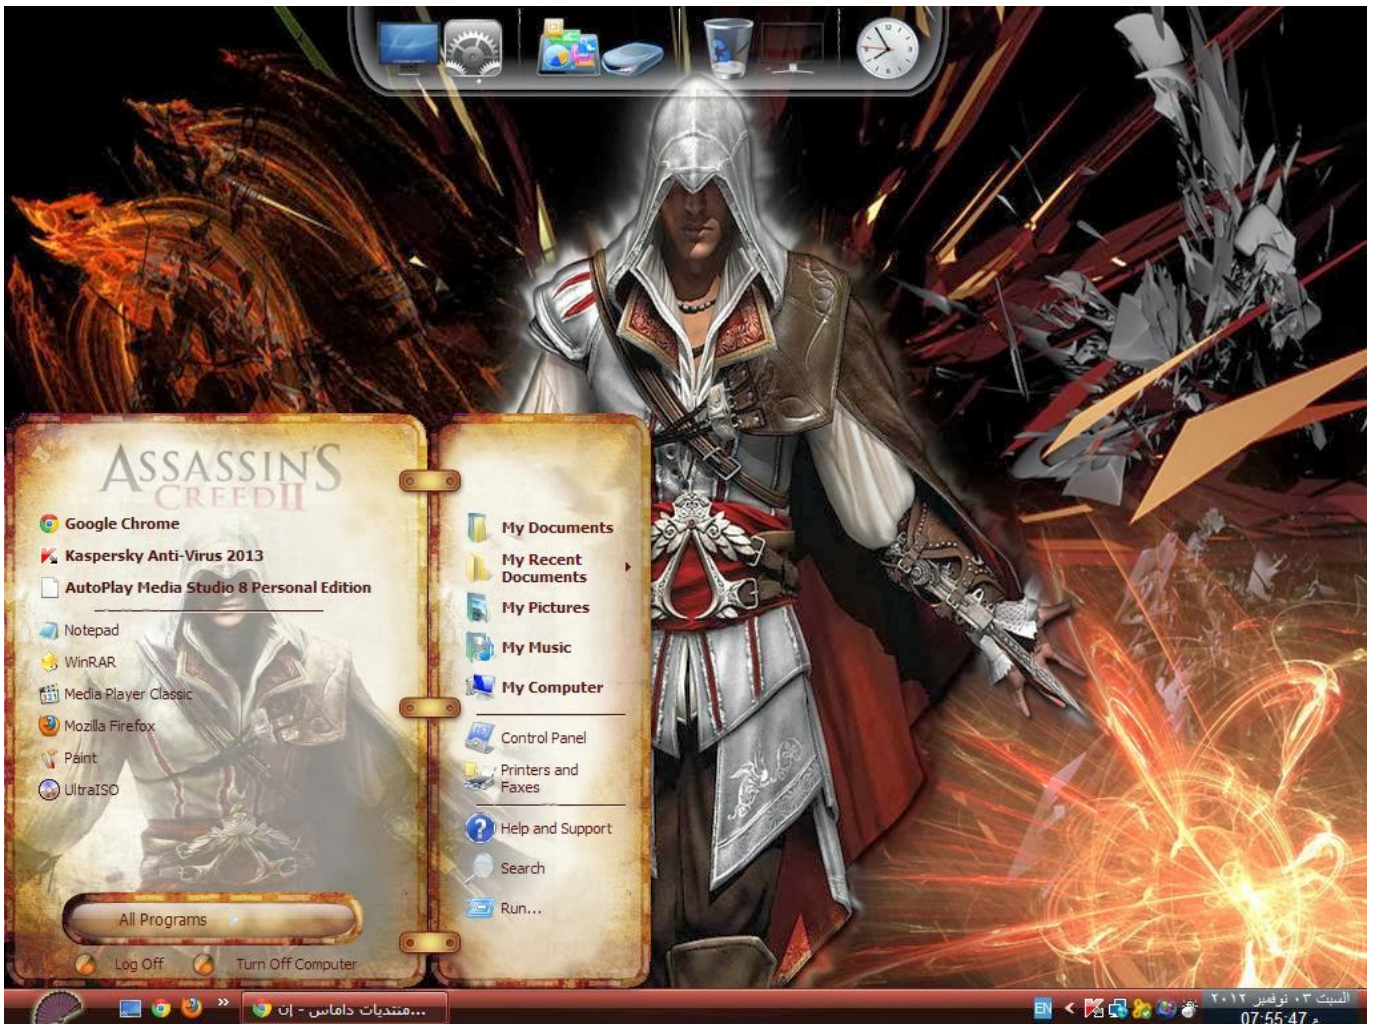 ASSASSIN'S
CREED II
Google Chrome
Kaspersky Anti-Virus 2013
AutoPlay Media Studio 8 Personal Edition
Notepad
WinRAR
Media Player Classic
Mozilla Firefox
Paint
UltraISO
All Programs
Log Off
Turn Off Computer
My Documents
My Recent
Documents
My Pictures
My Music
My Computer
Control Panel
Printers and
Faxes
Help and Support
Search
Run...
»
منتديات داماس - إن...
EN
السبت ٠٣ نوفمبر ٢٠١٢
07:55:47 م